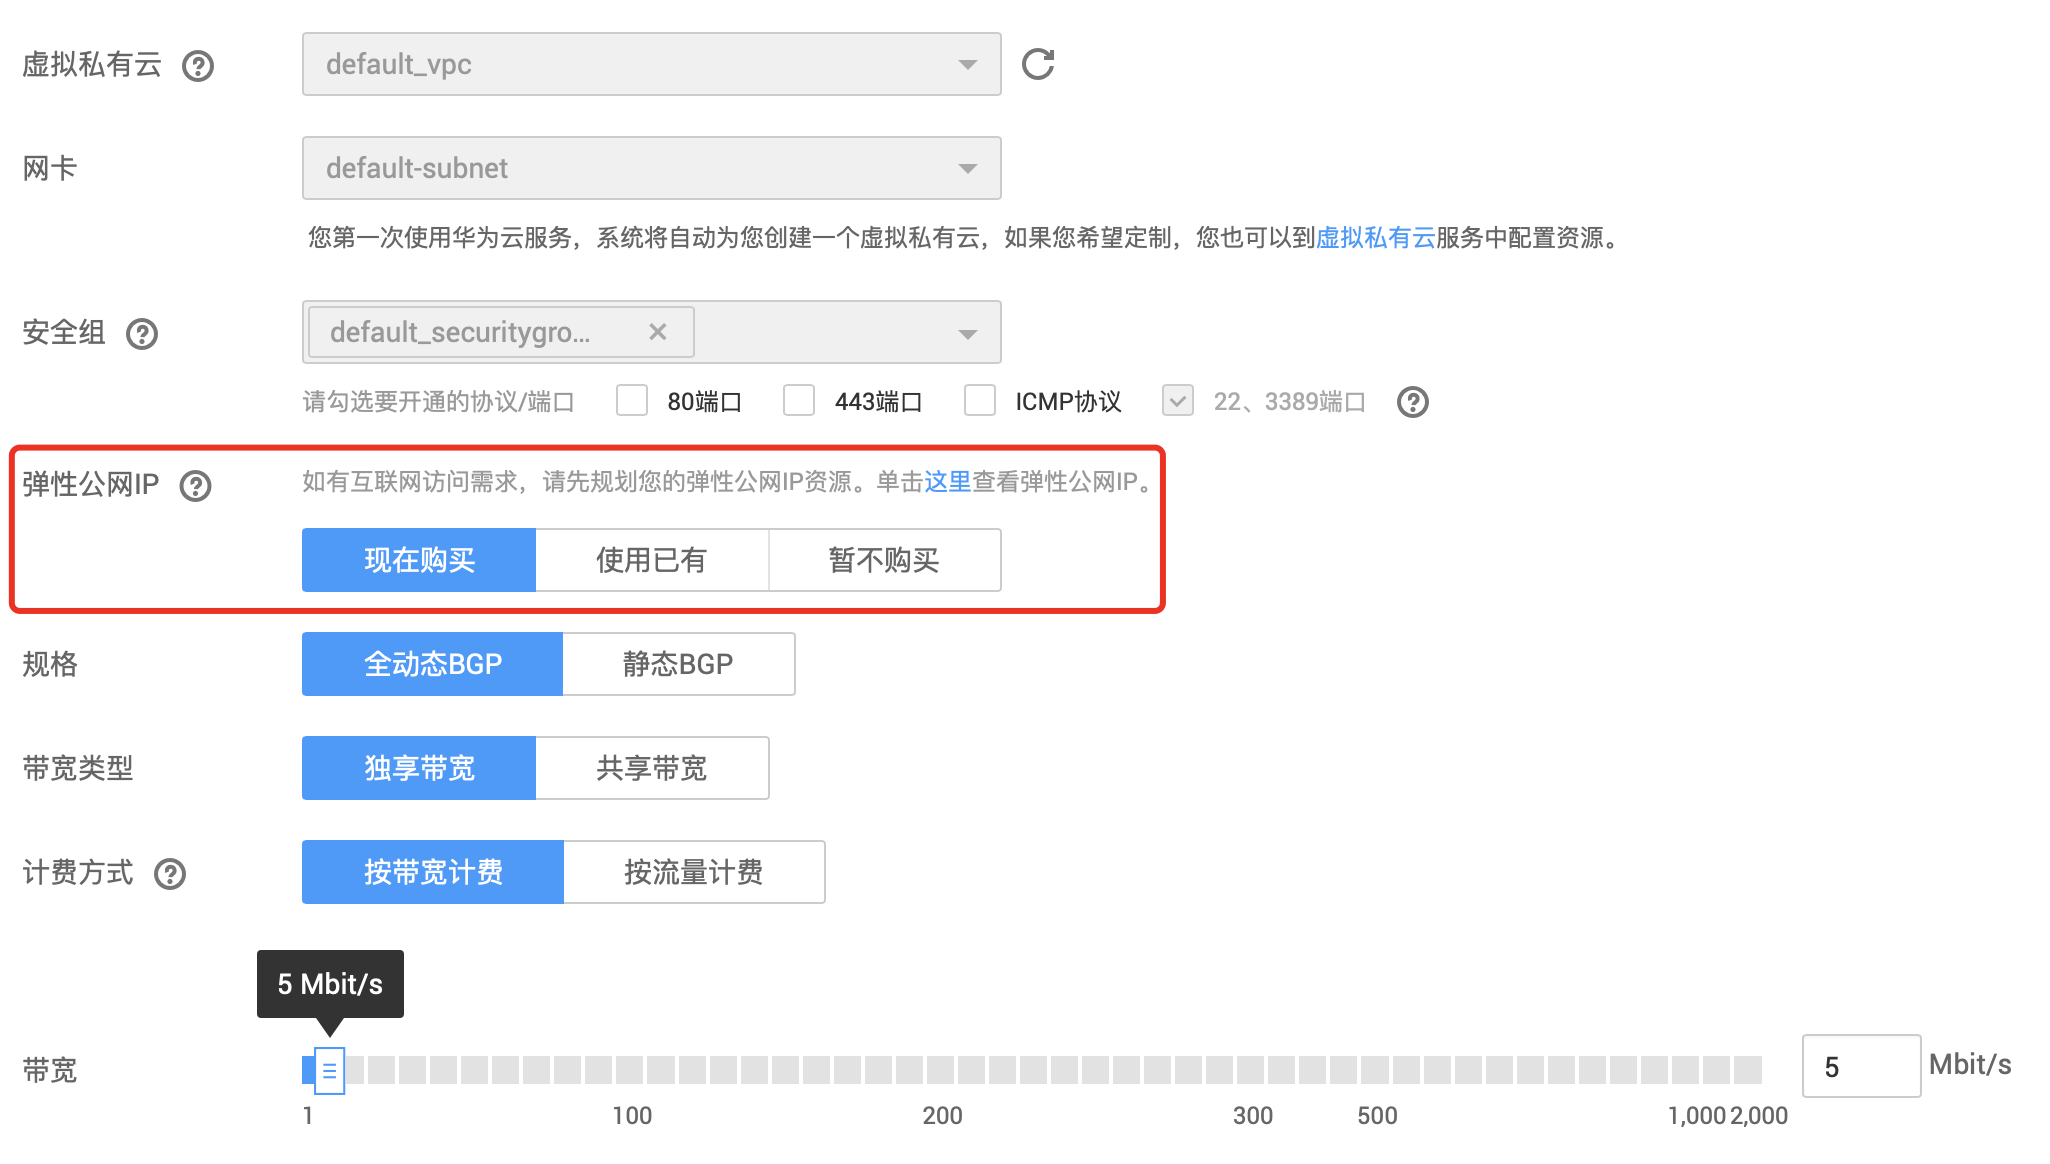 虚拟私有云 default_vpc
网卡 default-subnet
您第一次使用华为云服务，系统将自动为您创建一个虚拟私有云，如果您希望定制，您也可以到虚拟私有云服务中配置资源。
安全组 default_securitygro...
请勾选要开通的协议/端口 80端口 443端口 ICMP协议 22、3389端口
弹性公网IP 如有互联网访问需求，请先规划您的弹性公网IP资源。单击这里查看弹性公网IP。
现在购买 使用已有 暂不购买
规格 全动态BGP 静态BGP
带宽类型 独享带宽 共享带宽
计费方式 按带宽计费 按流量计费
5 Mbit/s
带宽 5 Mbit/s
1 100 200 300 500 1,000 2,000